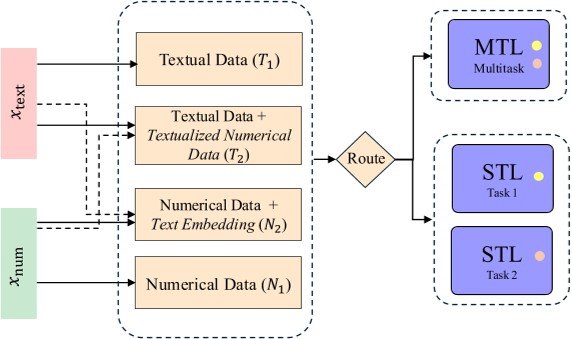 x_text
x_num
Textual Data (T_1)
Textual Data +
Textualized Numerical
Data (T_2)
Numerical Data +
Text Embedding (N_2)
Numerical Data (N_1)
Route
MTL
Multitask
STL
Task 1
STL
Task 2